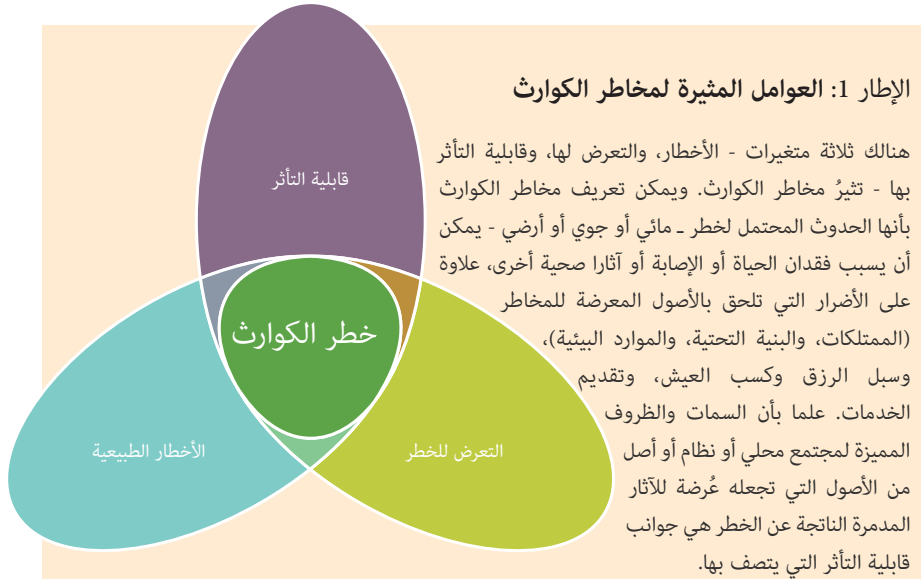 الإطار 1: العوامل المثيرة لمخاطر الكوارث
هنالك ثلاثة متغيرات - الأخطار، والتعرض لها، وقابلية التأثر
بها - تثيرُ مخاطر الكوارث. ويمكن تعريف مخاطر الكوارث
بأنها الحدوث المحتمل لخطر ـ مائي أو جوي أو أرضي - يمكن
أن يسبب فقدان الحياة أو الإصابة أو آثارا صحية أخرى، علاوة
على الأضرار التي تلحق بالأصول المعرضة للمخاطر
(الممتلكات، والبنية التحتية، والموارد البيئية)،
وسبل الرزق وكسب العيش، وتقديم
الخدمات. علما بأن السمات والظروف
المميزة لمجتمع محلي أو نظام أو أصل
من الأصول التي تجعله عُرضة للآثار
المدمرة الناتجة عن الخطر هي جوانب
قابلية التأثر التي يتصف بها.
قابلية التأثر
خطر الكوارث
التعرض للخطر
الأخطار الطبيعية